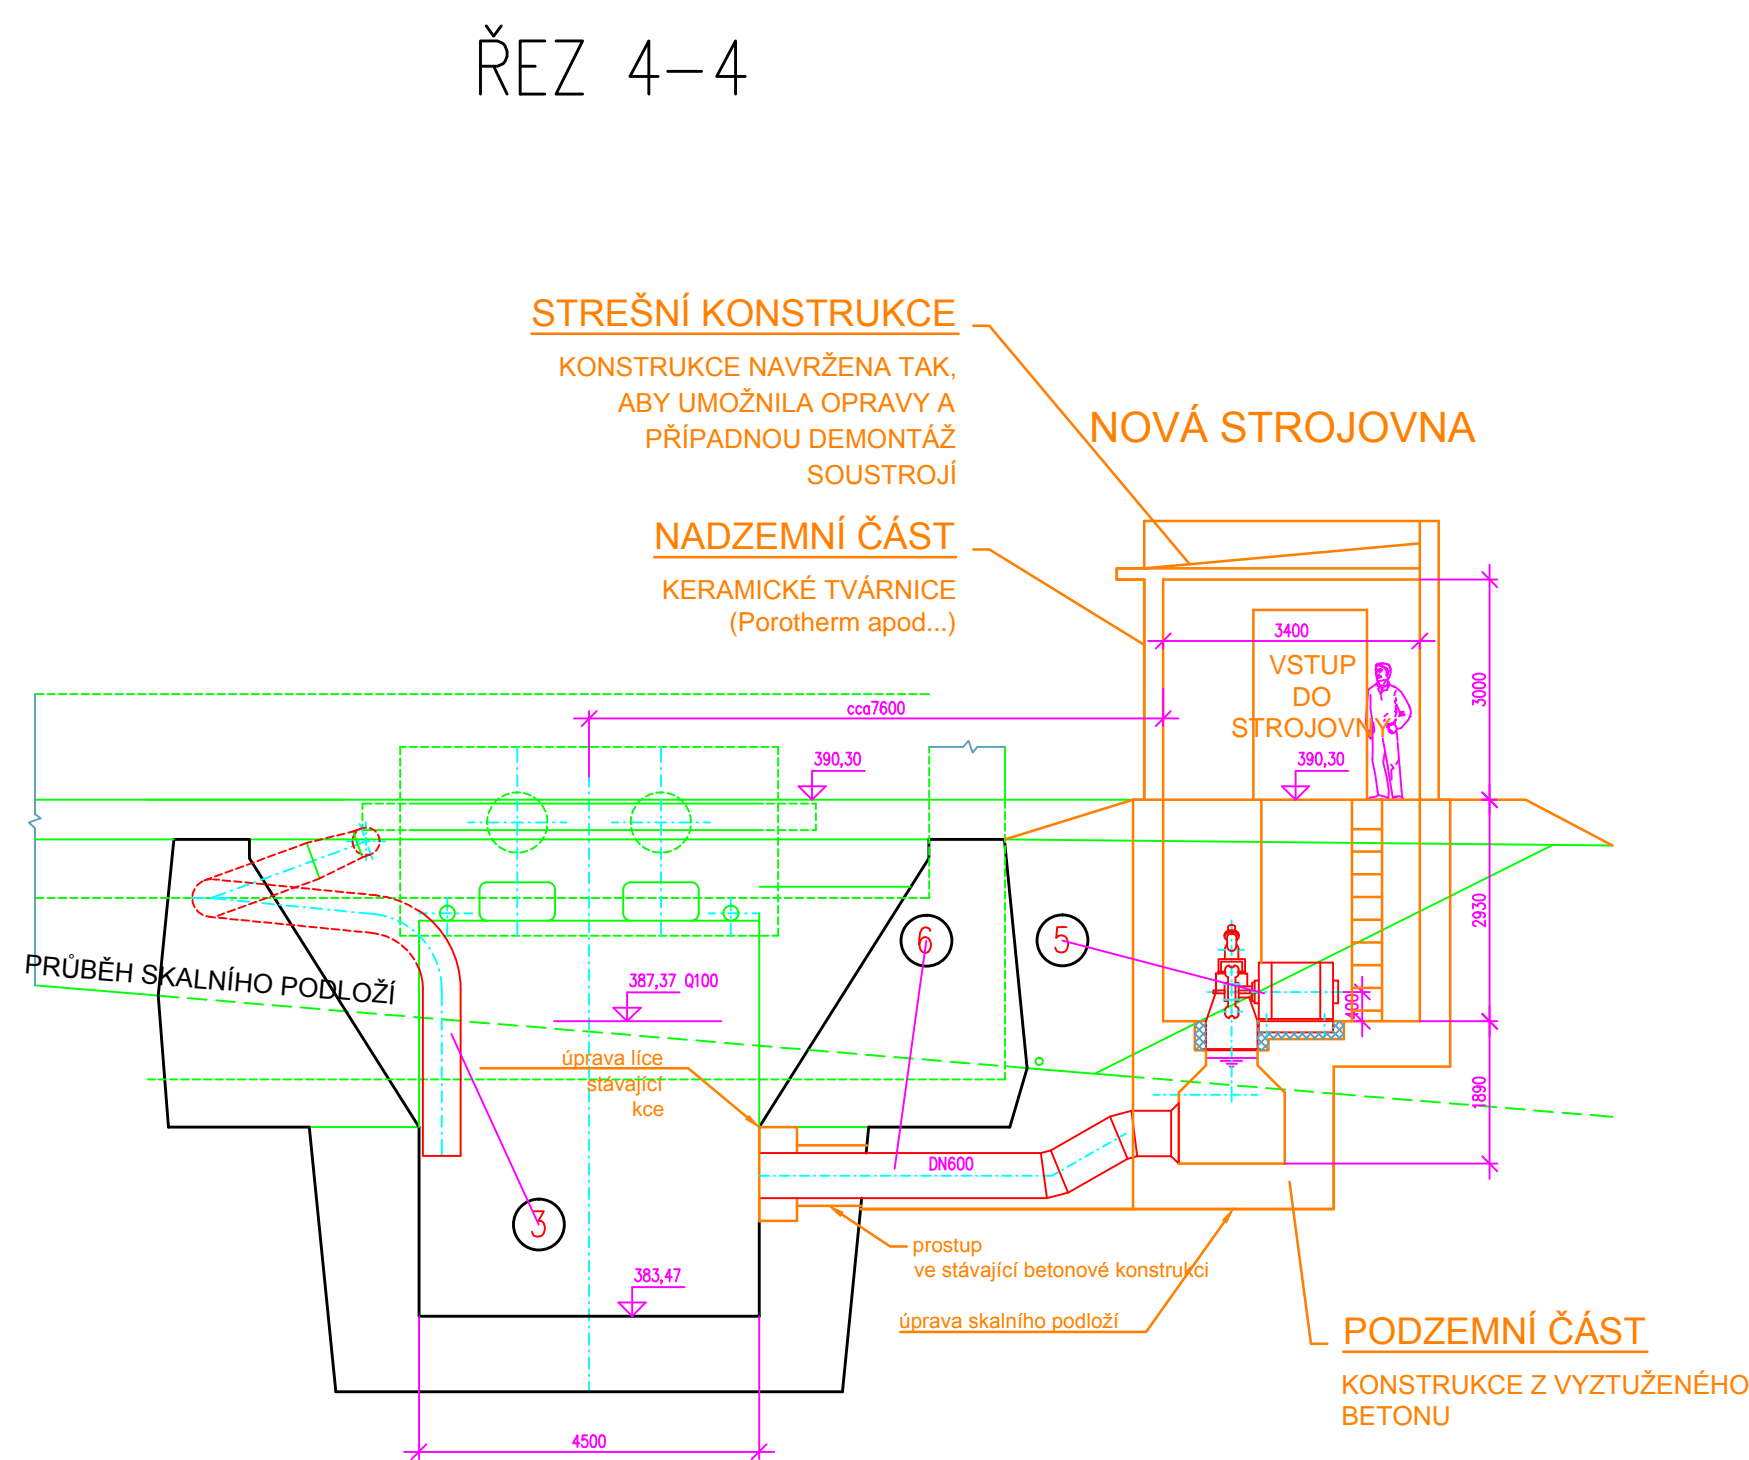 ŘEZ 4-4
STREŠNÍ KONSTRUKCE
KONSTRUKCE NAVRŽENA TAK,
ABY UMOŽNILA OPRAVY A
PŘÍPADNOU DEMONTÁŽ
SOUSTROJÍ
NOVÁ STROJOVNA
NADZEMNÍ ČÁST
KERAMICKÉ TVÁRNICE
(Porotherm apod...)
3400
VSTUP
DO
STROJOVNY
3000
cca7600
390,30
390,30
2930
6
5
PRŮBĚH SKALNÍHO PODLOŽÍ
387,37 Q100
400
úprava líce
stávající
kce
1890
DN600
3
prostup
ve stávající betonové konstrukci
383,47
úprava skalního podloží
PODZEMNÍ ČÁST
KONSTRUKCE Z VYZTUŽENÉHO
BETONU
4500